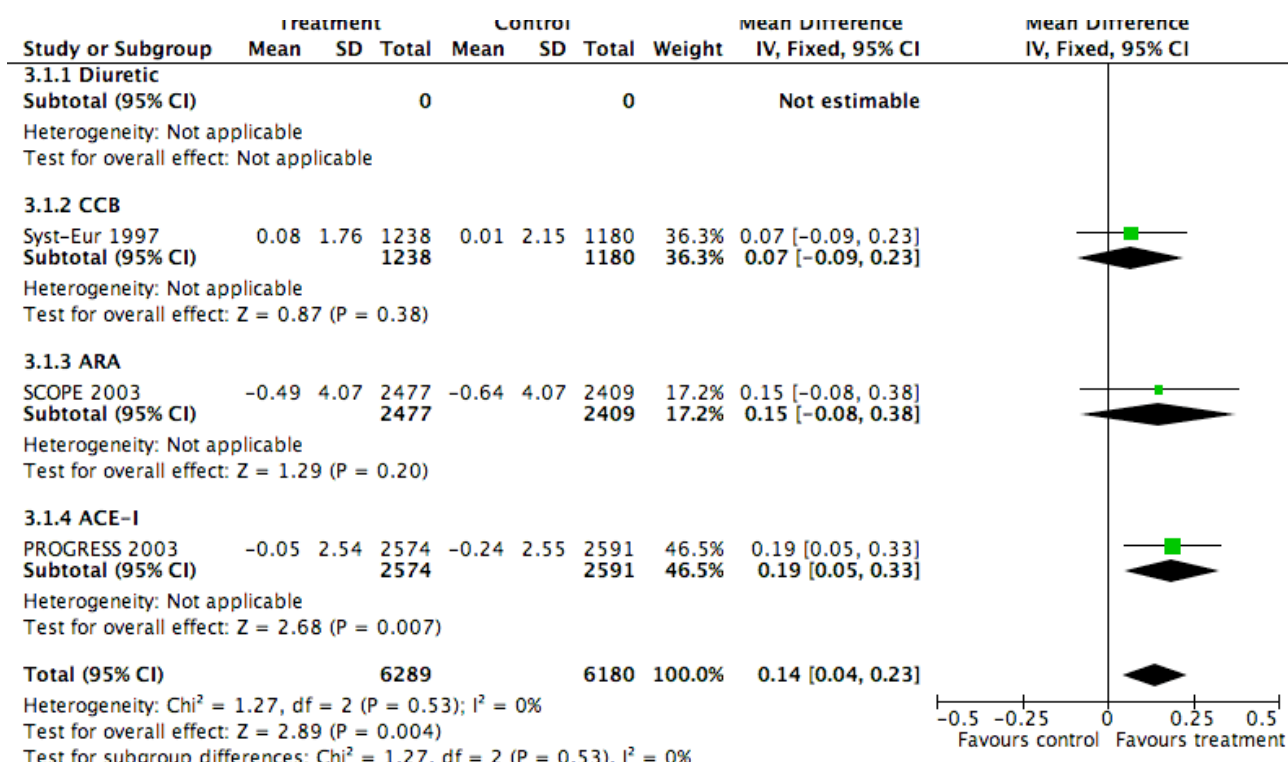 Treatment Control Mean Difference Mean Difference
Study or Subgroup Mean SD Total Mean SD Total Weight IV, Fixed, 95% CI IV, Fixed, 95% CI
3.1.1 Diuretic
Subtotal (95% CI) 0 0 Not estimable
Heterogeneity: Not applicable
Test for overall effect: Not applicable
3.1.2 CCB
Syst-Eur 1997 0.08 1.76 1238 0.01 2.15 1180 36.3% 0.07 [-0.09, 0.23]
Subtotal (95% CI) 1238 1180 36.3% 0.07 [-0.09, 0.23]
Heterogeneity: Not applicable
Test for overall effect: Z = 0.87 (P = 0.38)
3.1.3 ARA
SCOPE 2003 -0.49 4.07 2477 -0.64 4.07 2409 17.2% 0.15 [-0.08, 0.38]
Subtotal (95% CI) 2477 2409 17.2% 0.15 [-0.08, 0.38]
Heterogeneity: Not applicable
Test for overall effect: Z = 1.29 (P = 0.20)
3.1.4 ACE-I
PROGRESS 2003 -0.05 2.54 2574 -0.24 2.55 2591 46.5% 0.19 [0.05, 0.33]
Subtotal (95% CI) 2574 2591 46.5% 0.19 [0.05, 0.33]
Heterogeneity: Not applicable
Test for overall effect: Z = 2.68 (P = 0.007)
Total (95% CI) 6289 6180 100.0% 0.14 [0.04, 0.23]
Heterogeneity: Chi² = 1.27, df = 2 (P = 0.53); I² = 0%
Test for overall effect: Z = 2.89 (P = 0.004)
Test for subgroup differences: Chi² = 1.27, df = 2 (P = 0.53), I² = 0%
-0.5 -0.25 0 0.25 0.5
Favours control Favours treatment